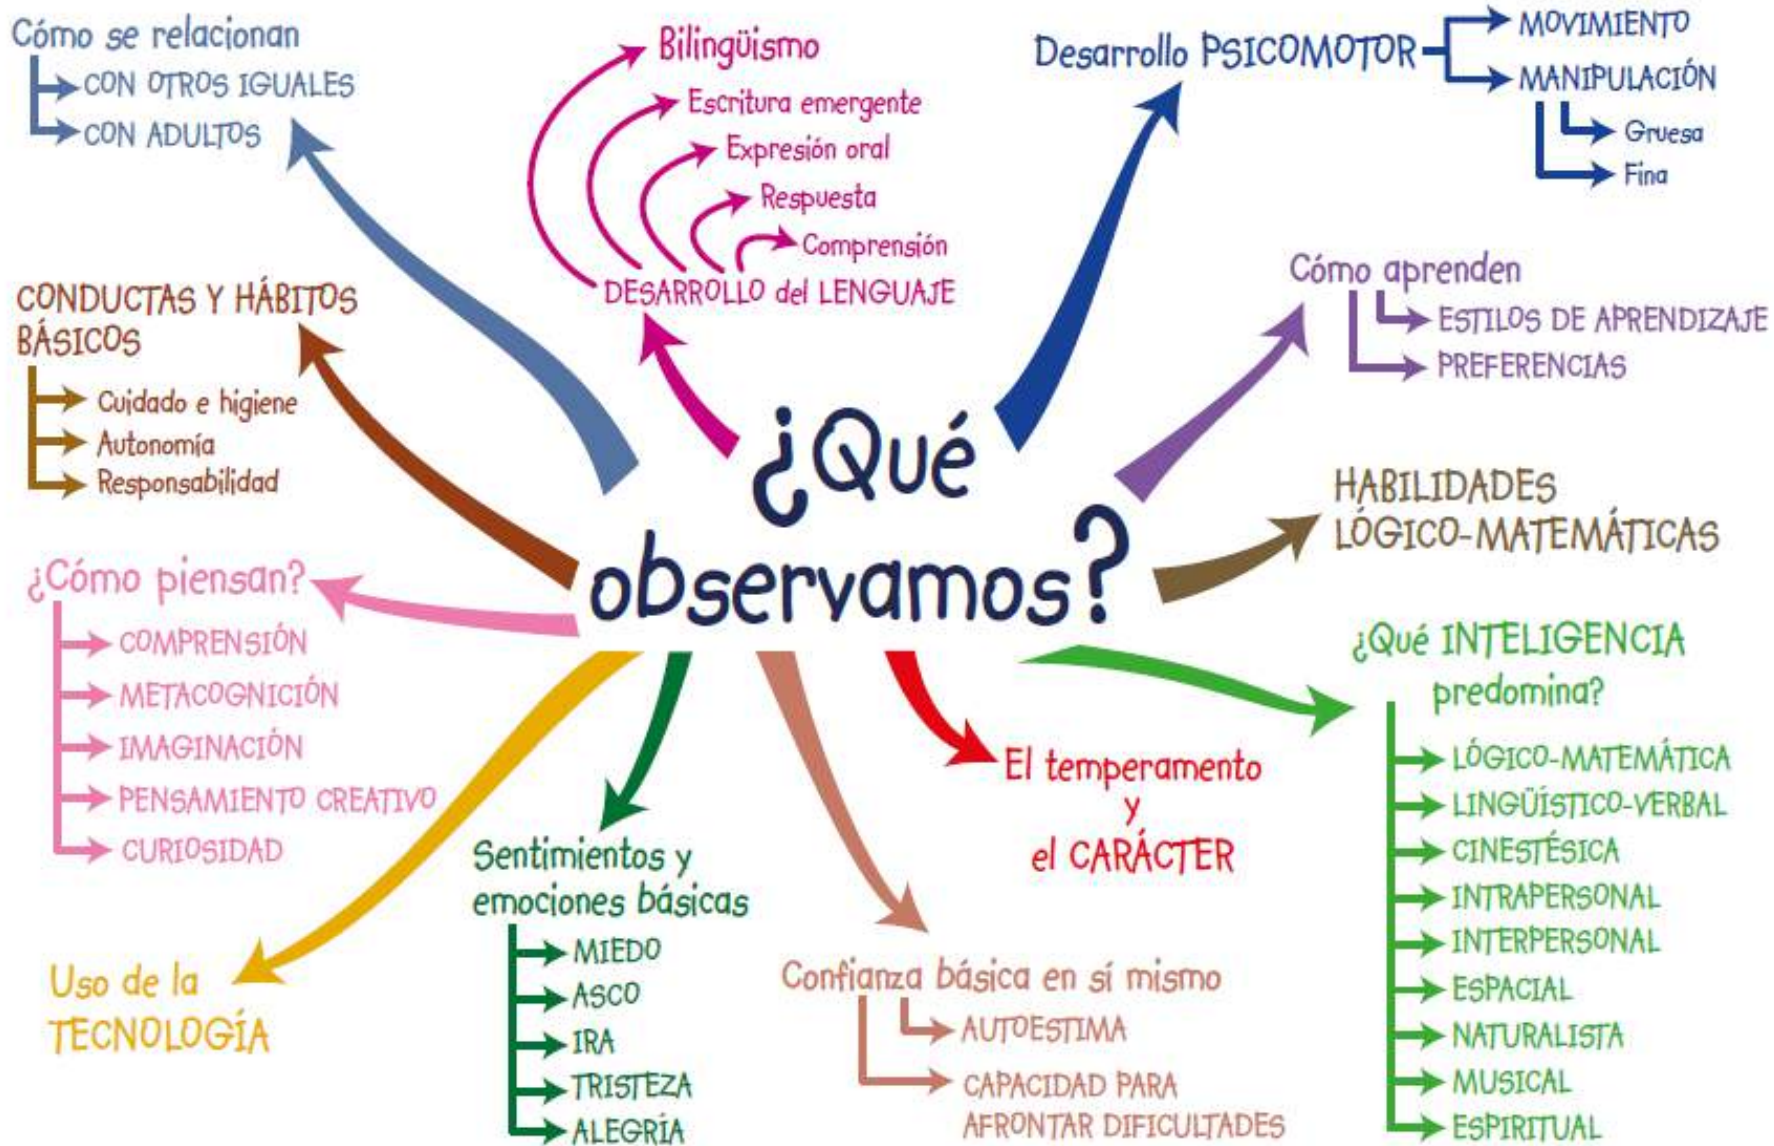 Cómo se relacionan
CON OTROS IGUALES
CON ADULTOS
Bilingüismo
Escritura emergente
Expresión oral
Respuesta
Comprensión
DESARROLLO del LENGUAJE
Desarrollo PSICOMOTOR
MOVIMIENTO
MANIPULACIÓN
Gruesa
Fina
Cómo aprenden
ESTILOS DE APRENDIZAJE
PREFERENCIAS
CONDUCTAS Y HÁBITOS
BÁSICOS
Cuidado e higiene
Autonomía
Responsabilidad
¿Qué
observamos?
HABILIDADES
LÓGICO-MATEMÁTICAS
¿Cómo piensan?
COMPRENSIÓN
METACOGNICIÓN
IMAGINACIÓN
PENSAMIENTO CREATIVO
CURIOSIDAD
¿Qué INTELIGENCIA
predomina?
LÓGICO-MATEMÁTICA
LINGÜÍSTICO-VERBAL
CINESTÉSICA
INTRAPERSONAL
INTERPERSONAL
ESPACIAL
NATURALISTA
MUSICAL
ESPIRITUAL
El temperamento
y
el CARÁCTER
Sentimientos y
emociones básicas
MIEDO
ASCO
IRA
TRISTEZA
ALEGRÍA
Uso de la
TECNOLOGÍA
Confianza básica en sí mismo
AUTOESTIMA
CAPACIDAD PARA
AFRONTAR DIFICULTADES